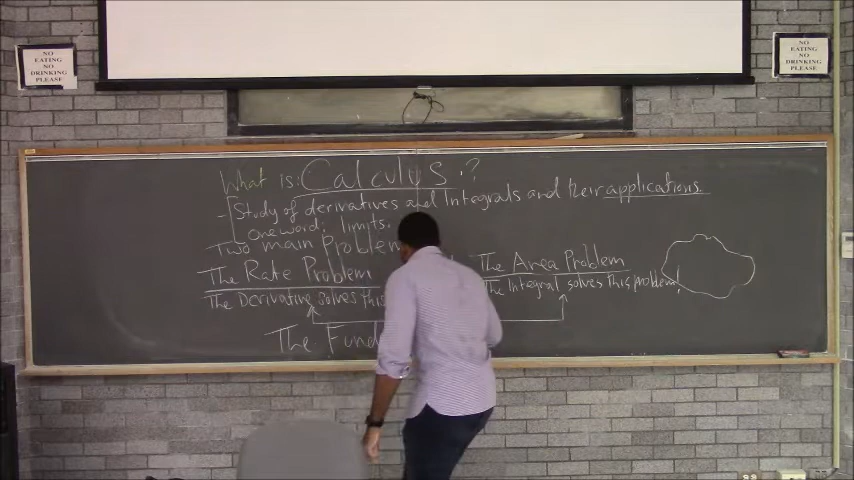 NO
EATING
NO
DRINKING
PLEASE
NO
EATING
NO
DRINKING
PLEASE
What is: Calculus?
- Study of derivatives and Integrals and their applications.
One word: limits.
Two main Problem
The Rate Problem
The Area Problem
The Derivative solves this
The Integral solves this problem!
The Fund